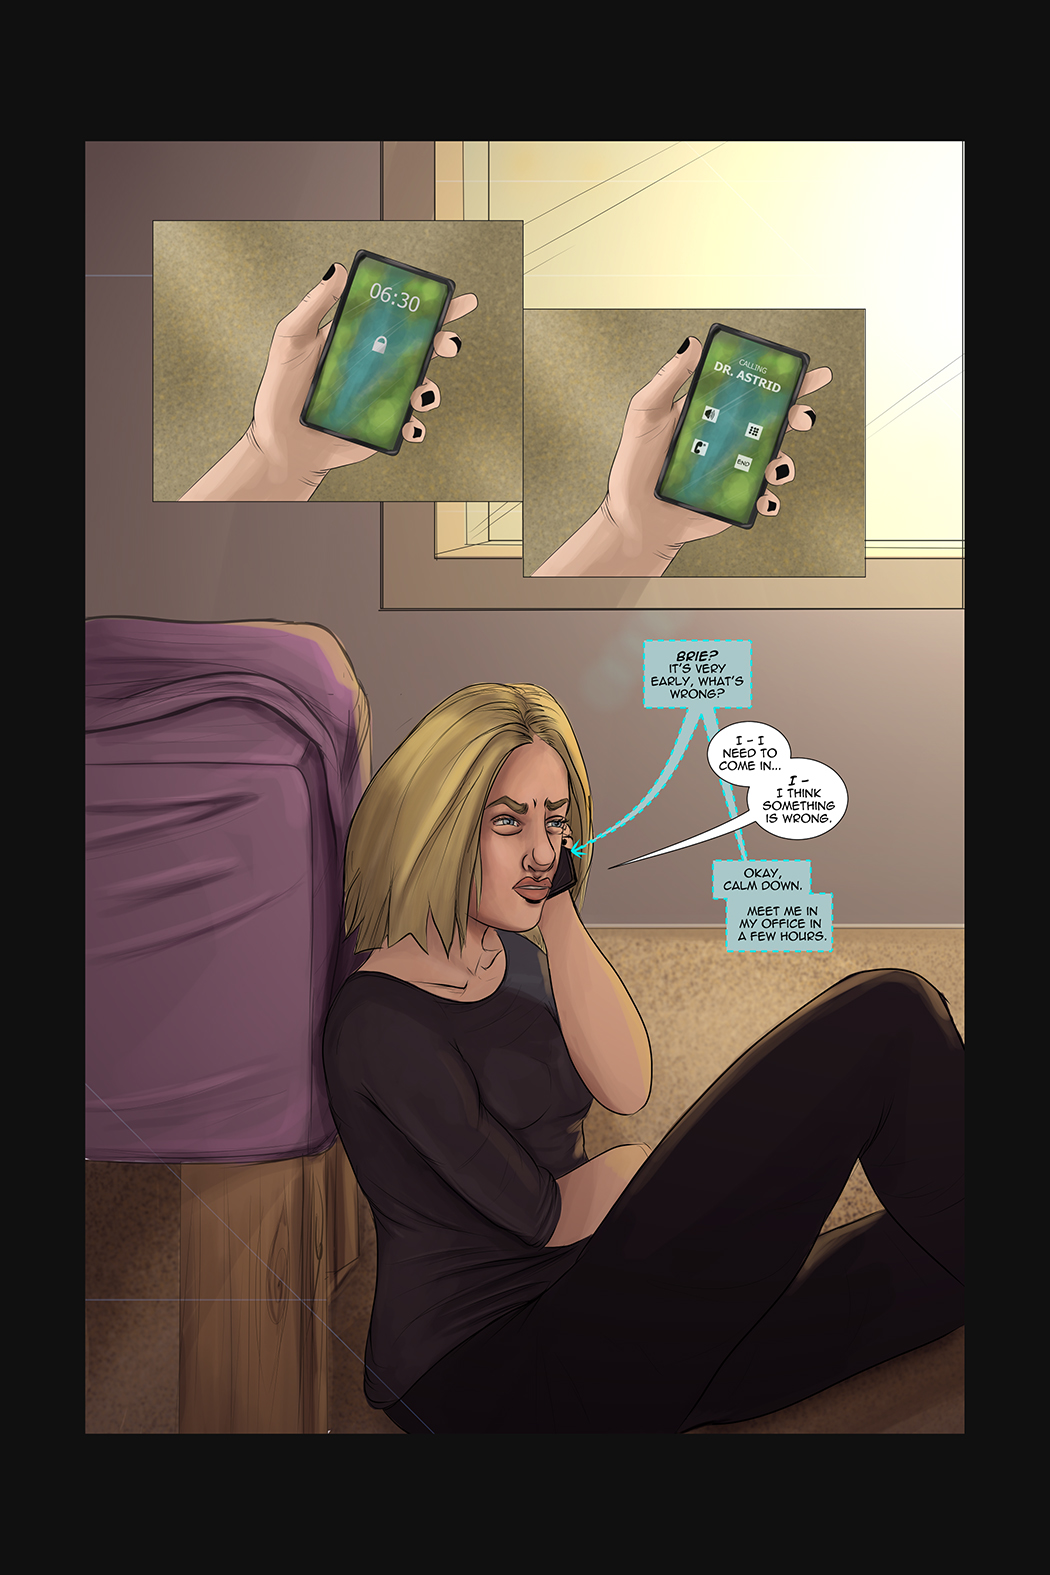 06:30
CALLING
DR. ASTRID
END
BRIE?
IT'S VERY
EARLY, WHAT'S
WRONG?
I - I
NEED TO
COME IN...
I -
I THINK
SOMETHING
IS WRONG.
OKAY,
CALM DOWN.
MEET ME IN
MY OFFICE IN
A FEW HOURS.